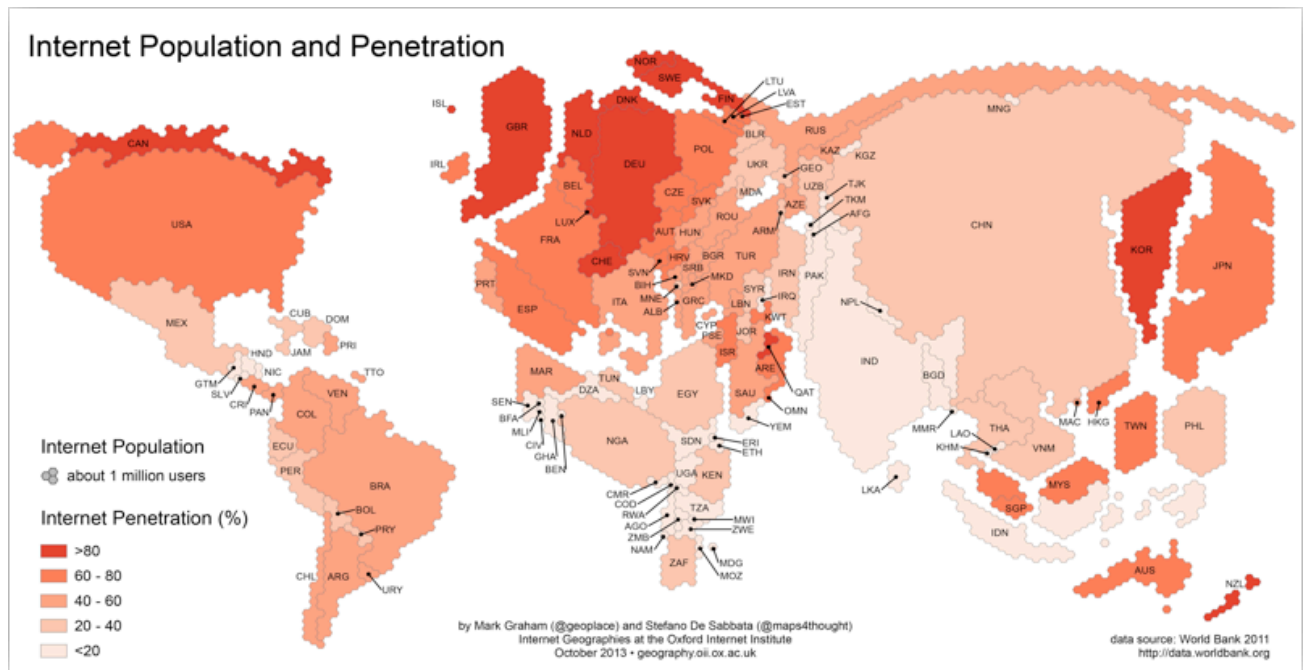 Internet Population and Penetration
ISL
IRL
GBR
NOR
SWE
FIN
DNK
NLD
DEU
BEL
LUX
FRA
CHE
POL
CZE
SVK
AUT
HUN
ROU
LTU
LVA
EST
BLR
UKR
MDA
RUS
KAZ
KGZ
GEO
UZB
TJK
TKM
AFG
AZE
ARM
MNG
CHN
KOR
JPN
CAN
USA
MEX
CUB
DOM
JAM
PRI
HND
NIC
GTM
SLV
CRI
PAN
TTO
VEN
COL
ECU
PER
BRA
BOL
PRY
CHL
ARG
URY
PRT
ESP
ITA
SVN
HRV
BIH
SRB
BGR
MNE
MKD
ALB
GRC
TUR
CYP
PSE
SYR
LBN
IRQ
IRN
JOR
KWT
ISR
ARE
SAU
QAT
OMN
YEM
PAK
NPL
IND
BGD
MMR
LKA
MAR
DZA
TUN
LBY
EGY
SEN
BFA
MLI
CIV
GHA
BEN
NGA
SDN
ERI
ETH
UGA
KEN
CMR
COD
RWA
AGO
ZMB
NAM
TZA
MWI
ZWE
MDG
MOZ
ZAF
LAO
KHM
THA
VNM
MAC
HKG
TWN
PHL
MYS
SGP
IDN
AUS
NZL
Internet Population
about 1 million users
Internet Penetration (%)
>80
60 - 80
40 - 60
20 - 40
<20
by Mark Graham (@geoplace) and Stefano De Sabbata (@maps4thought)
Internet Geographies at the Oxford Internet Institute
October 2013 • geography.oii.ox.ac.uk
data source: World Bank 2011
http://data.worldbank.org